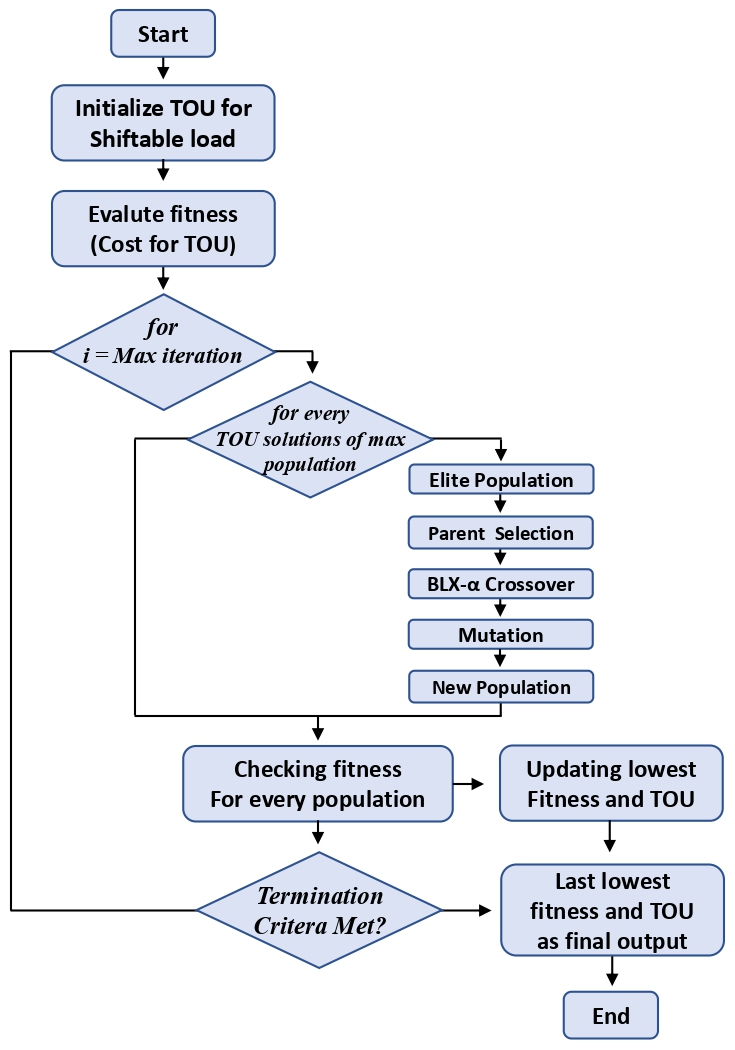 Start
Initialize TOU for
Shiftable load
Evalute fitness
(Cost for TOU)
for
i = Max iteration
for every
TOU solutions of max
population
Elite Population
Parent Selection
BLX-α Crossover
Mutation
New Population
Checking fitness
For every population
Updating lowest
Fitness and TOU
Termination
Critera Met?
Last lowest
fitness and TOU
as final output
End